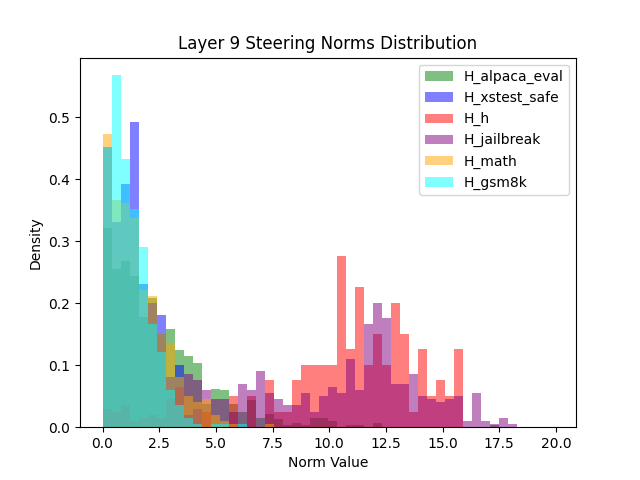 Layer 9 Steering Norms Distribution
H_alpaca_eval
H_xstest_safe
H_h
H_jailbreak
H_math
H_gsm8k
Density
0.5
0.4
0.3
0.2
0.1
0.0
0.0 2.5 5.0 7.5 10.0 12.5 15.0 17.5 20.0
Norm Value